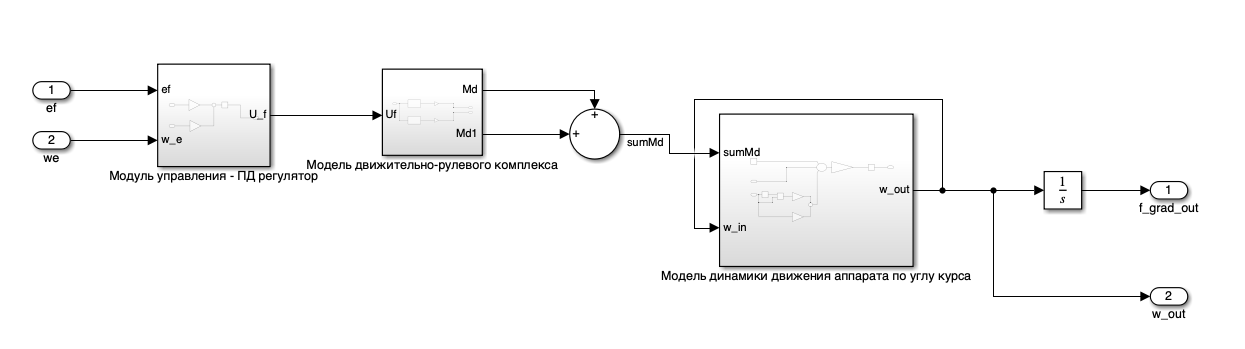 1
ef
2
we
ef
w_e
U_f
Модуль управления - ПД регулятор
Uf
Md
Md1
Модель движительно-рулевого комплекса
+
+
sumMd
sumMd
w_in
w_out
Модель динамики движения аппарата по углу курса
1
s
1
f_grad_out
2
w_out